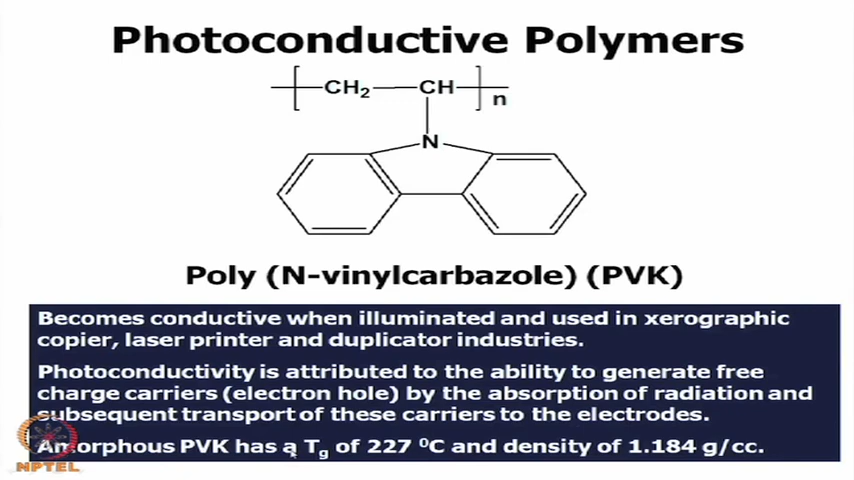 Photoconductive Polymers
CH2 CH n
N
Poly (N-vinylcarbazole) (PVK)
Becomes conductive when illuminated and used in xerographic
copier, laser printer and duplicator industries.
Photoconductivity is attributed to the ability to generate free
charge carriers (electron hole) by the absorption of radiation and
subsequent transport of these carriers to the electrodes.
Amorphous PVK has a Tg of 227 ⁰C and density of 1.184 g/cc.
NPTEL